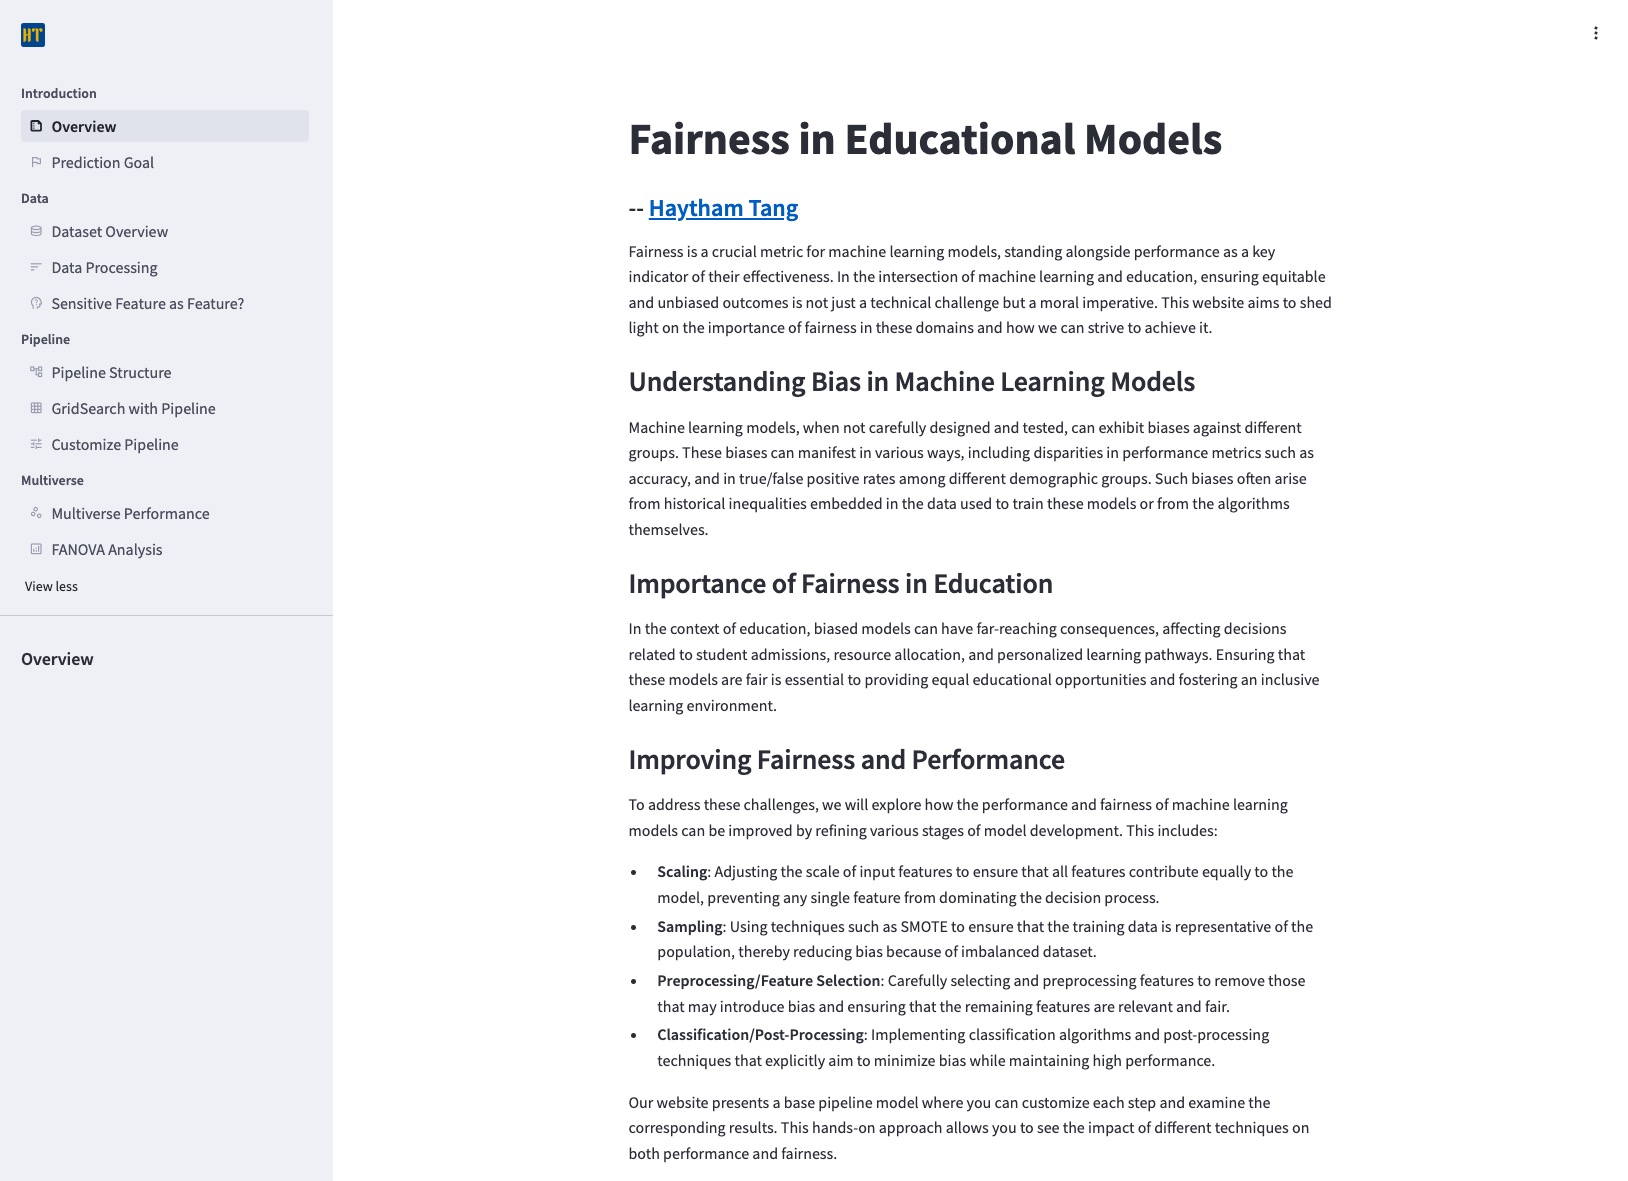 HT
Introduction
Overview
Prediction Goal
Data
Dataset Overview
Data Processing
Sensitive Feature as Feature?
Pipeline
Pipeline Structure
GridSearch with Pipeline
Customize Pipeline
Multiverse
Multiverse Performance
FANOVA Analysis
View less
Overview
Fairness in Educational Models
-- Haytham Tang
Fairness is a crucial metric for machine learning models, standing alongside performance as a key
indicator of their effectiveness. In the intersection of machine learning and education, ensuring equitable
and unbiased outcomes is not just a technical challenge but a moral imperative. This website aims to shed
light on the importance of fairness in these domains and how we can strive to achieve it.
Understanding Bias in Machine Learning Models
Machine learning models, when not carefully designed and tested, can exhibit biases against different
groups. These biases can manifest in various ways, including disparities in performance metrics such as
accuracy, and in true/false positive rates among different demographic groups. Such biases often arise
from historical inequalities embedded in the data used to train these models or from the algorithms
themselves.
Importance of Fairness in Education
In the context of education, biased models can have far-reaching consequences, affecting decisions
related to student admissions, resource allocation, and personalized learning pathways. Ensuring that
these models are fair is essential to providing equal educational opportunities and fostering an inclusive
learning environment.
Improving Fairness and Performance
To address these challenges, we will explore how the performance and fairness of machine learning
models can be improved by refining various stages of model development. This includes:
• Scaling: Adjusting the scale of input features to ensure that all features contribute equally to the
model, preventing any single feature from dominating the decision process.
• Sampling: Using techniques such as SMOTE to ensure that the training data is representative of the
population, thereby reducing bias because of imbalanced dataset.
• Preprocessing/Feature Selection: Carefully selecting and preprocessing features to remove those
that may introduce bias and ensuring that the remaining features are relevant and fair.
• Classification/Post-Processing: Implementing classification algorithms and post-processing
techniques that explicitly aim to minimize bias while maintaining high performance.
Our website presents a base pipeline model where you can customize each step and examine the
corresponding results. This hands-on approach allows you to see the impact of different techniques on
both performance and fairness.